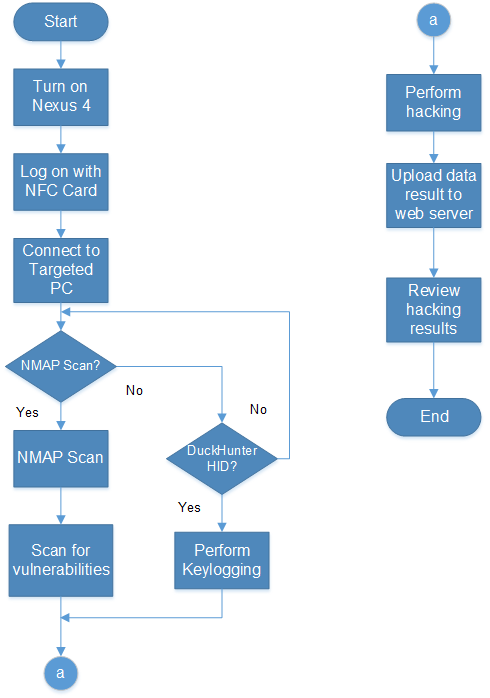 Start
Turn on
Nexus 4
Log on with
NFC Card
Connect to
Targeted
PC
NMAP Scan?
No
Yes
No
DuckHunter
HID?
NMAP Scan
Yes
Scan for
vulnerabilities
Perform
Keylogging
a
a
Perform
hacking
Upload data
result to
web server
Review
hacking
results
End